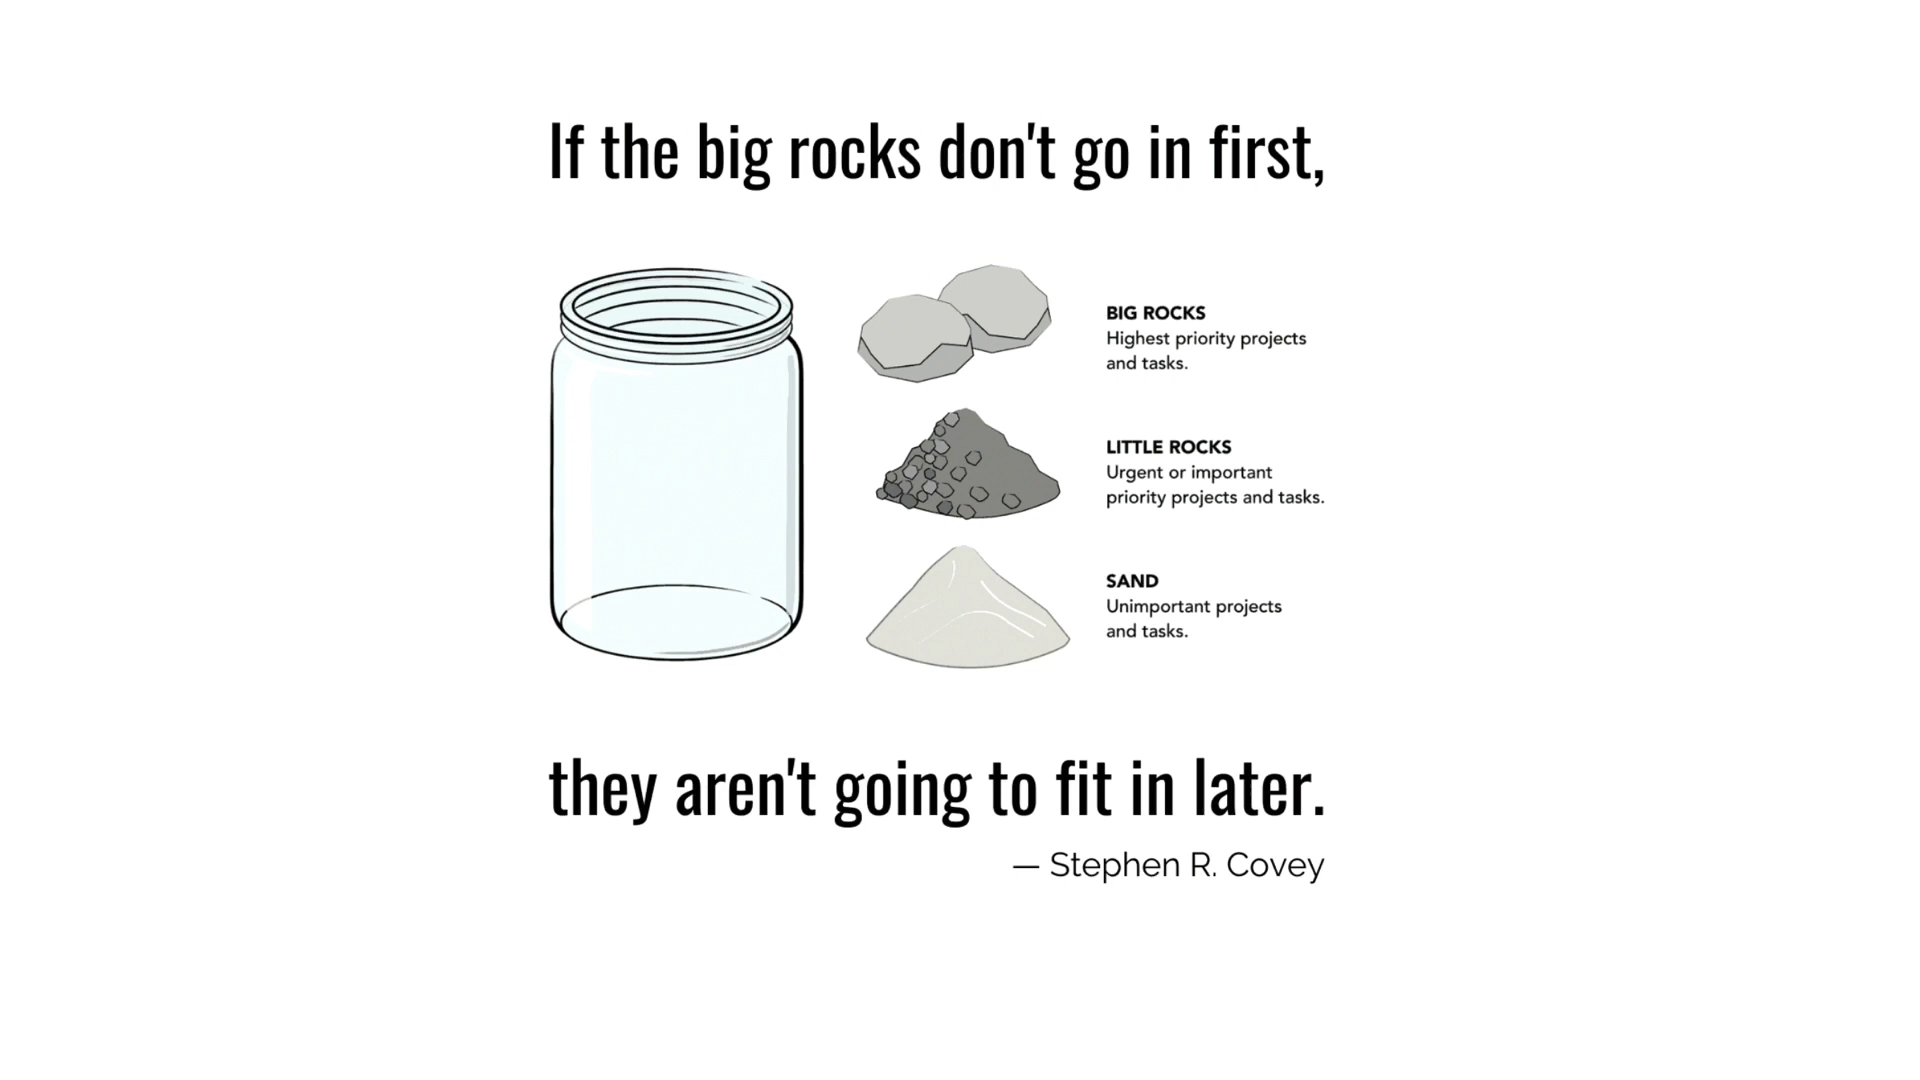 If the big rocks don't go in first,
BIG ROCKS
Highest priority projects
and tasks.
LITTLE ROCKS
Urgent or important
priority projects and tasks.
SAND
Unimportant projects
and tasks.
they aren't going to fit in later.
— Stephen R. Covey